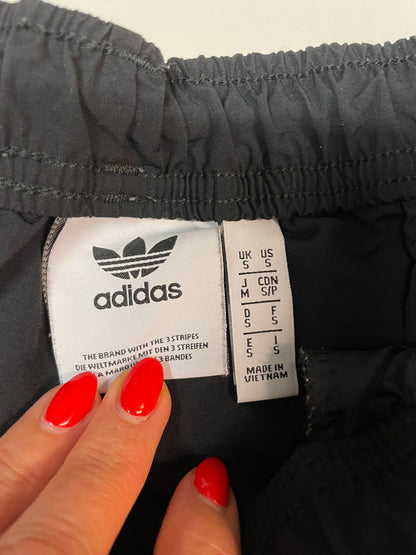 adidas
THE BRAND WITH THE 3 STRIPES
DIE WELTMARKE MIT DEN 3 STREIFEN
LA MARQUE 3 BANDES
UK US
S S
J CDN
M S/P
D F
S S
E I
S S
MADE IN
VIETNAM